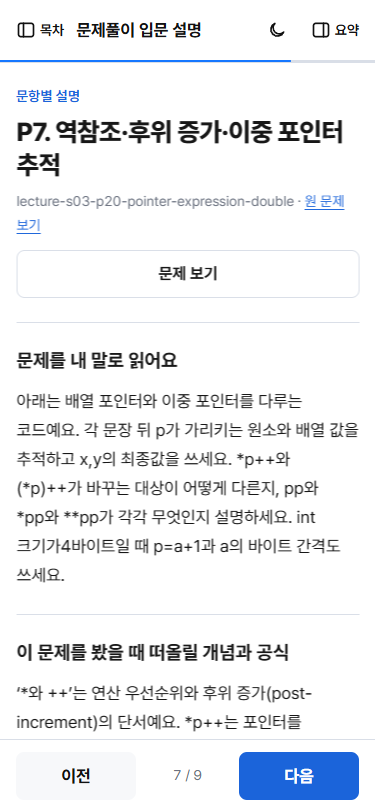 목차 문제풀이 입문 설명 요약
문항별 설명
P7. 역참조·후위 증가·이중 포인터
추적
lecture-s03-p20-pointer-expression-double · 원 문제
보기
문제 보기
문제를 내 말로 읽어요
아래는 배열 포인터와 이중 포인터를 다루는
코드예요. 각 문장 뒤 p가 가리키는 원소와 배열 값을
추적하고 x,y의 최종값을 쓰세요. *p++와
(*p)++가 바꾸는 대상이 어떻게 다른지, pp와
*pp와 **pp가 각각 무엇인지 설명하세요. int
크기가4바이트일 때 p=a+1과 a의 바이트 간격도
쓰세요.
이 문제를 봤을 때 떠올릴 개념과 공식
‘*와 ++’는 연산 우선순위와 후위 증가(post-
increment)의 단서예요. *p++는 포인터를
이전 7 / 9 다음